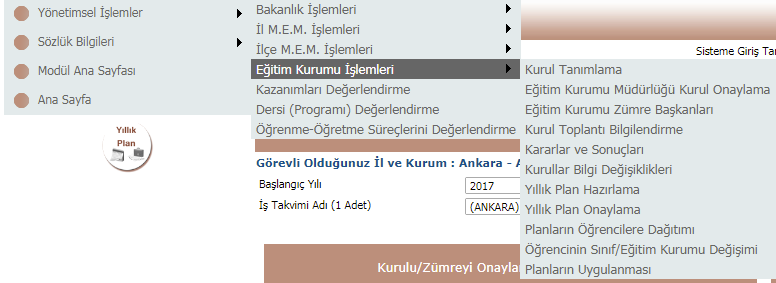 Yönetimsel İşlemler
Sözlük Bilgileri
Modül Ana Sayfası
Ana Sayfa
Yıllık
Plan
Bakanlık İşlemleri
İl M.E.M. İşlemleri
İlçe M.E.M. İşlemleri
Eğitim Kurumu İşlemleri
Kazanımları Değerlendirme
Dersi (Programı) Değerlendirme
Öğrenme-Öğretme Süreçlerini Değerlendirme
Sisteme Giriş Tar
Kurul Tanımlama
Eğitim Kurumu Müdürlüğü Kurul Onaylama
Eğitim Kurumu Zümre Başkanları
Kurul Toplantı Bilgilendirme
Kararlar ve Sonuçları
Kurullar Bilgi Değişiklikleri
Yıllık Plan Hazırlama
Yıllık Plan Onaylama
Planların Öğrencilere Dağıtımı
Öğrencinin Sınıf/Eğitim Kurumu Değişimi
Planların Uygulanması
Görevli Olduğunuz İl ve Kurum : Ankara - A
Başlangıç Yılı 2017
İş Takvimi Adı (1 Adet) (ANKARA)
Kurulu/Zümreyi Onayla